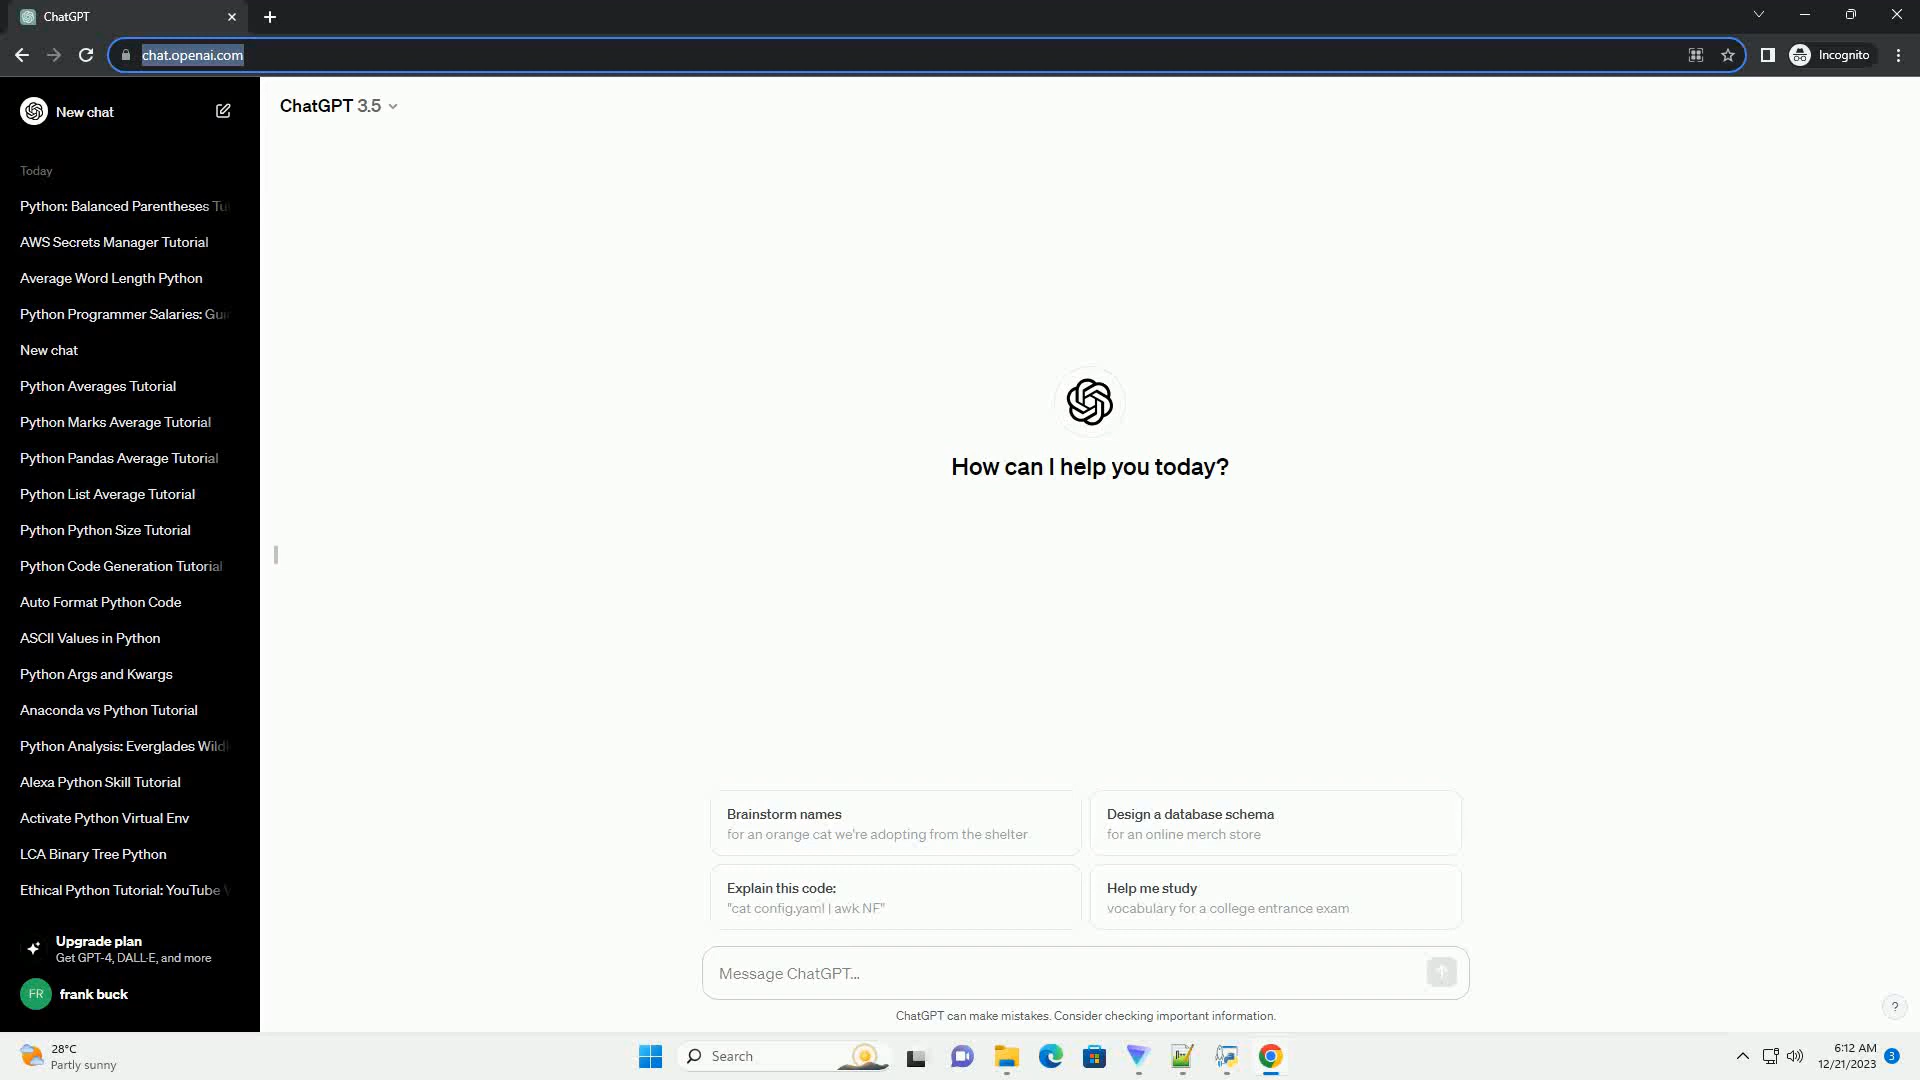 ChatGPT
chat.openai.com
Incognito
New chat
ChatGPT 3.5
Today
Python: Balanced Parentheses Tu
AWS Secrets Manager Tutorial
Average Word Length Python
Python Programmer Salaries: Gui
New chat
Python Averages Tutorial
Python Marks Average Tutorial
Python Pandas Average Tutorial
Python List Average Tutorial
Python Python Size Tutorial
Python Code Generation Tutorial
Auto Format Python Code
ASCII Values in Python
Python Args and Kwargs
Anaconda vs Python Tutorial
Python Analysis: Everglades Wildl
Alexa Python Skill Tutorial
Activate Python Virtual Env
LCA Binary Tree Python
Ethical Python Tutorial: YouTube V
Upgrade plan
Get GPT-4, DALL·E, and more
FR frank buck
How can I help you today?
Brainstorm names
for an orange cat we're adopting from the shelter
Design a database schema
for an online merch store
Explain this code:
"cat config.yaml | awk NF"
Help me study
vocabulary for a college entrance exam
Message ChatGPT...
ChatGPT can make mistakes. Consider checking important information.
?
28°C
Partly sunny
Search
6:12 AM
12/21/2023
3